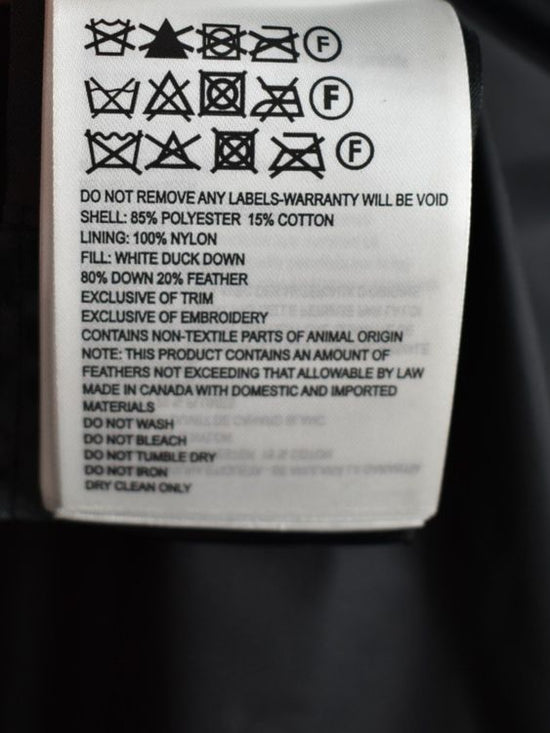 F
F
F
DO NOT REMOVE ANY LABELS-WARRANTY WILL BE VOID
SHELL: 85% POLYESTER 15% COTTON
LINING: 100% NYLON
FILL: WHITE DUCK DOWN
80% DOWN 20% FEATHER
EXCLUSIVE OF TRIM
EXCLUSIVE OF EMBROIDERY
CONTAINS NON-TEXTILE PARTS OF ANIMAL ORIGIN
NOTE: THIS PRODUCT CONTAINS AN AMOUNT OF
FEATHERS NOT EXCEEDING THAT ALLOWABLE BY LAW
MADE IN CANADA WITH DOMESTIC AND IMPORTED
MATERIALS
DO NOT WASH
DO NOT BLEACH
DO NOT TUMBLE DRY
DO NOT IRON
DRY CLEAN ONLY